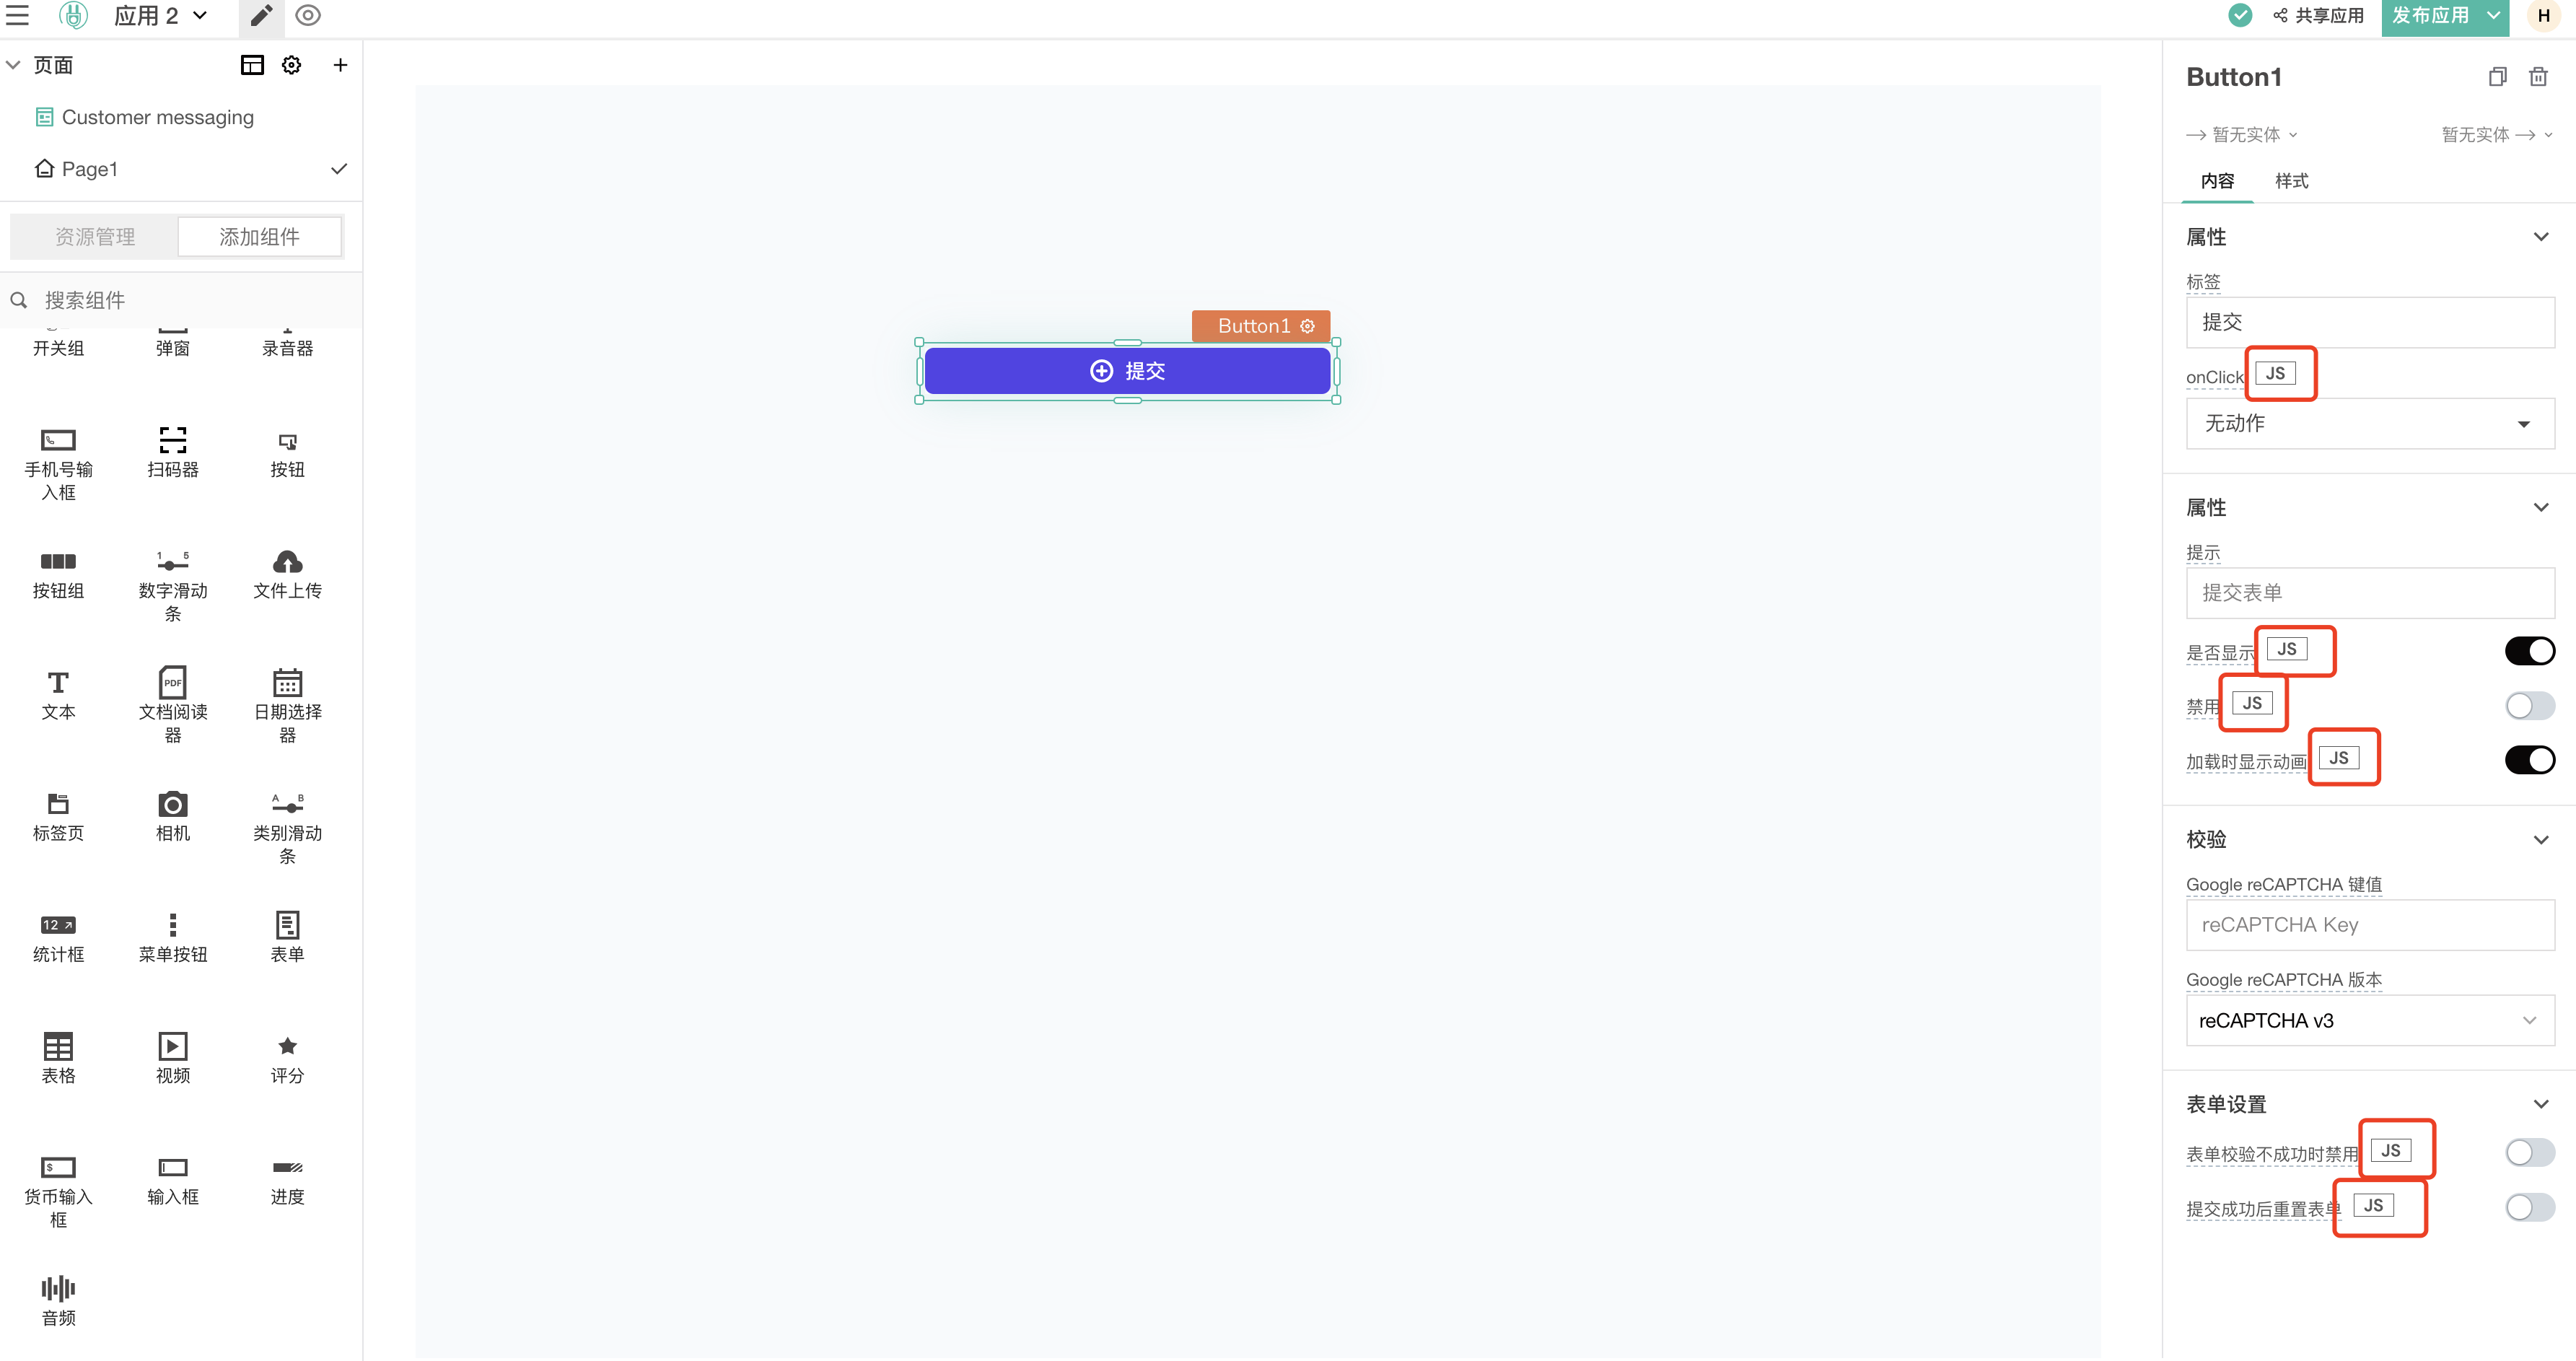 应用 2
共享应用
发布应用
H
页面
Customer messaging
Page1
资源管理
添加组件
搜索组件
开关组
弹窗
录音器
手机号输
入框
扫码器
按钮
按钮组
1 5
数字滑动
条
文件上传
T
文本
PDF
文档阅读
器
日期选择
器
标签页
相机
A B
类别滑动
条
12
统计框
菜单按钮
表单
表格
视频
评分
$
货币输入
框
输入框
进度
音频
Button1
提交
Button1
暂无实体
暂无实体
内容
样式
属性
标签
提交
onClick
JS
无动作
属性
提示
提交表单
是否显示
JS
禁用
JS
加载时显示动画
JS
校验
Google reCAPTCHA 键值
reCAPTCHA Key
Google reCAPTCHA 版本
reCAPTCHA v3
表单设置
表单校验不成功时禁用
JS
提交成功后重置表单
JS